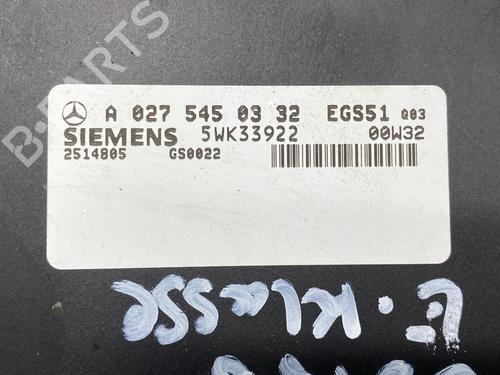 A 027 545 03 32 EGS51 Q03
SIEMENS 5WK33922 00W32
2514805 GS0022
E·Klasse
B-PARTS